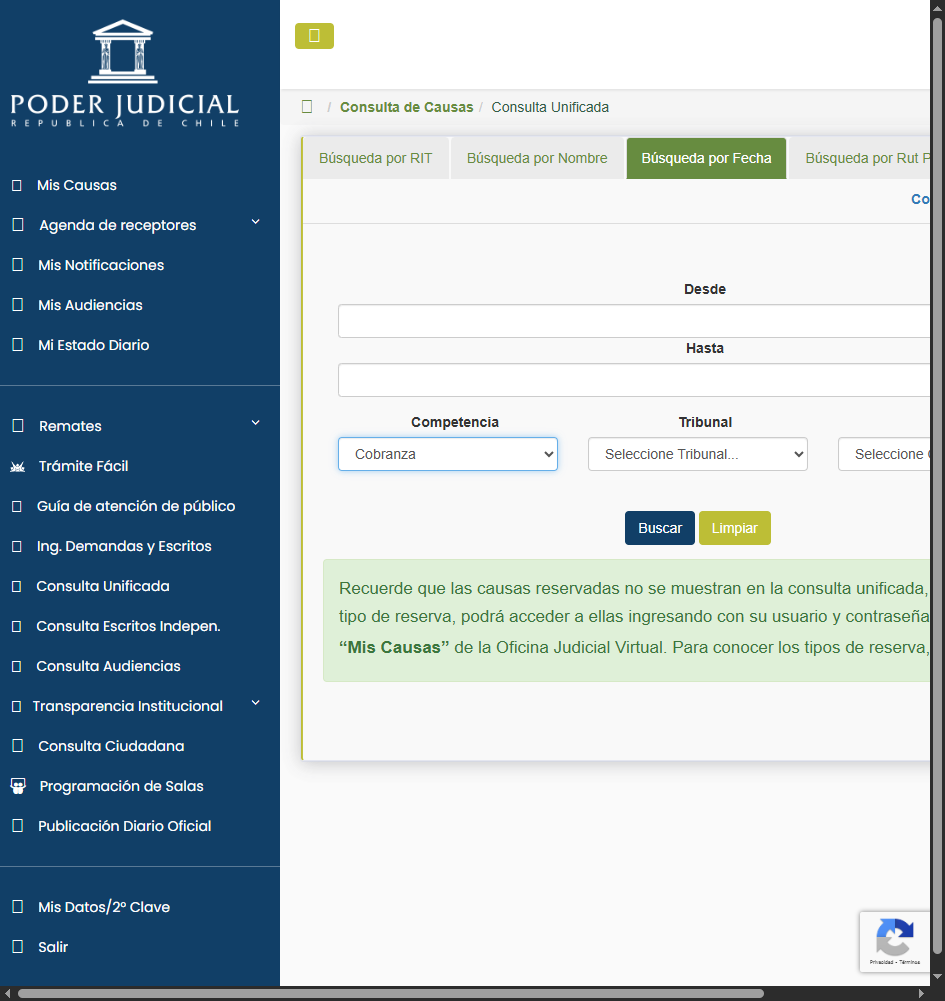 PODER JUDICIAL
REPUBLICA DE CHILE
Mis Causas
Agenda de receptores
Mis Notificaciones
Mis Audiencias
Mi Estado Diario
Remates
Trámite Fácil
Guía de atención de público
Ing. Demandas y Escritos
Consulta Unificada
Consulta Escritos Indepen.
Consulta Audiencias
Transparencia Institucional
Consulta Ciudadana
Programación de Salas
Publicación Diario Oficial
Mis Datos/2º Clave
Salir
/ Consulta de Causas / Consulta Unificada
Búsqueda por RIT Búsqueda por Nombre Búsqueda por Fecha Búsqueda por Rut P
Co
Desde
Hasta
Competencia Tribunal
Cobranza Seleccione Tribunal... Seleccione
Buscar Limpiar
Recuerde que las causas reservadas no se muestran en la consulta unificada,
tipo de reserva, podrá acceder a ellas ingresando con su usuario y contraseña
“Mis Causas” de la Oficina Judicial Virtual. Para conocer los tipos de reserva,
Privacidad - Términos